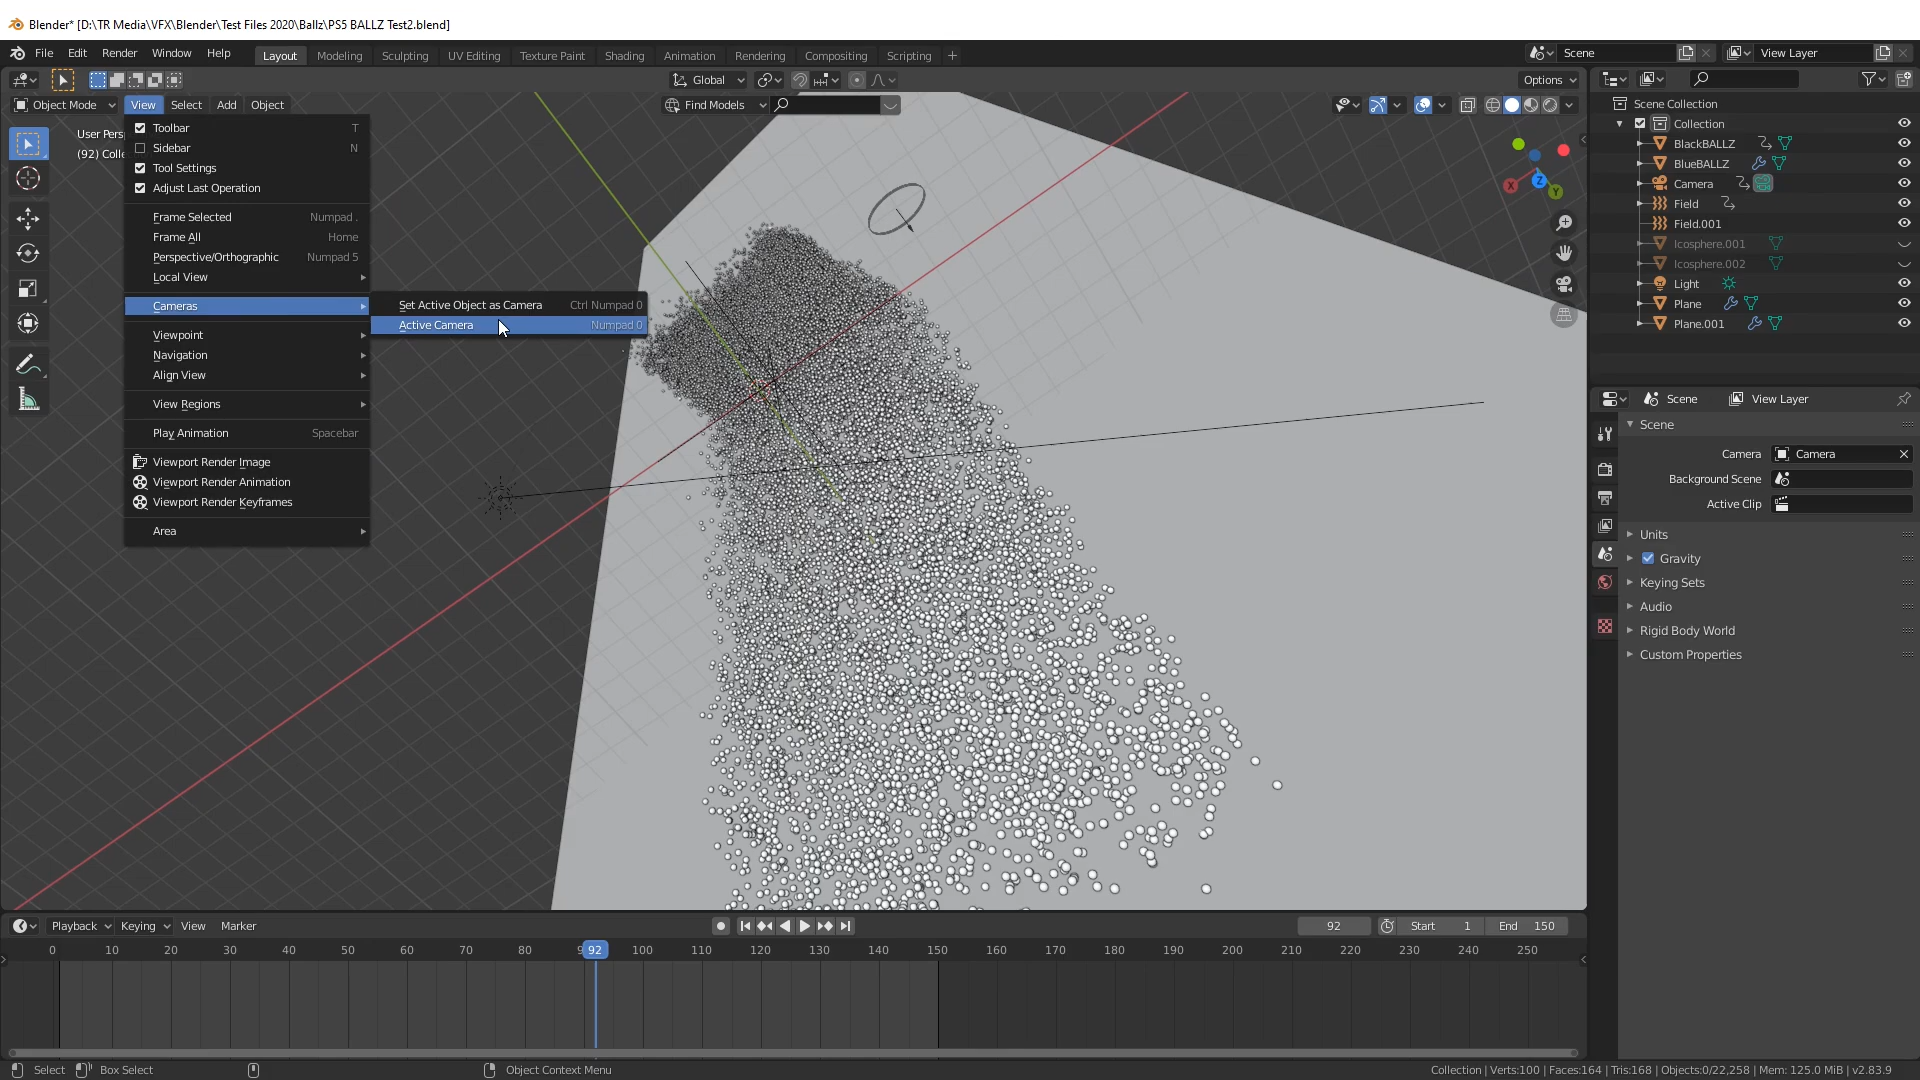 Blender* [D:\TR Media\VFX\Blender\Test Files 2020\Ballz\PS5 BALLZ Test2.blend]
File Edit Render Window Help Layout Modeling Sculpting UV Editing Texture Paint Shading Animation Rendering Compositing Scripting + Scene View Layer
Global Options
Object Mode View Select Add Object Find Models
User Pers
(92) Colle
Toolbar T
Sidebar N
Tool Settings
Adjust Last Operation
Frame Selected Numpad .
Frame All Home
Perspective/Orthographic Numpad 5
Local View
Cameras
Set Active Object as Camera Ctrl Numpad 0
Active Camera Numpad 0
Viewpoint
Navigation
Align View
View Regions
Play Animation Spacebar
Viewport Render Image
Viewport Render Animation
Viewport Render Keyframes
Area
X
Z
Y
Scene Collection
Collection
BlackBALLZ
BlueBALLZ
Camera
Field
Field.001
Icosphere.001
Icosphere.002
Light
Plane
Plane.001
Scene View Layer
Scene
Camera Camera
Background Scene
Active Clip
Units
Gravity
Keying Sets
Audio
Rigid Body World
Custom Properties
Playback Keying View Marker 92 Start 1 End 150
0 10 20 30 40 50 60 70 80 9 92 100 110 120 130 140 150 160 170 180 190 200 210 220 230 240 250
Select Box Select Object Context Menu Collection | Verts:100 | Faces:164 | Tris:168 | Objects:0/22,258 | Mem: 125.0 MiB | v2.83.9